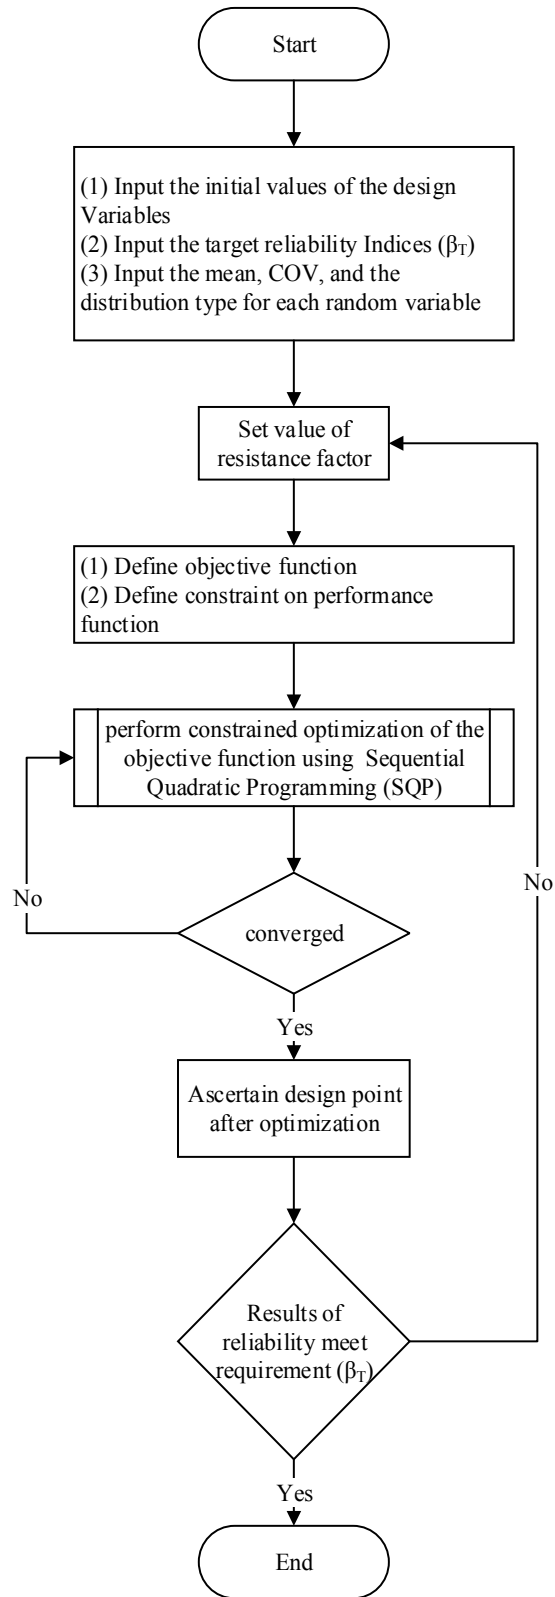 Start
(1) Input the initial values of the design
Variables
(2) Input the target reliability Indices (βT)
(3) Input the mean, COV, and the
distribution type for each random variable
Set value of
resistance factor
(1) Define objective function
(2) Define constraint on performance
function
perform constrained optimization of the
objective function using Sequential
Quadratic Programming (SQP)
No
No
converged
Yes
Ascertain design point
after optimization
Results of
reliability meet
requirement (βT)
Yes
End